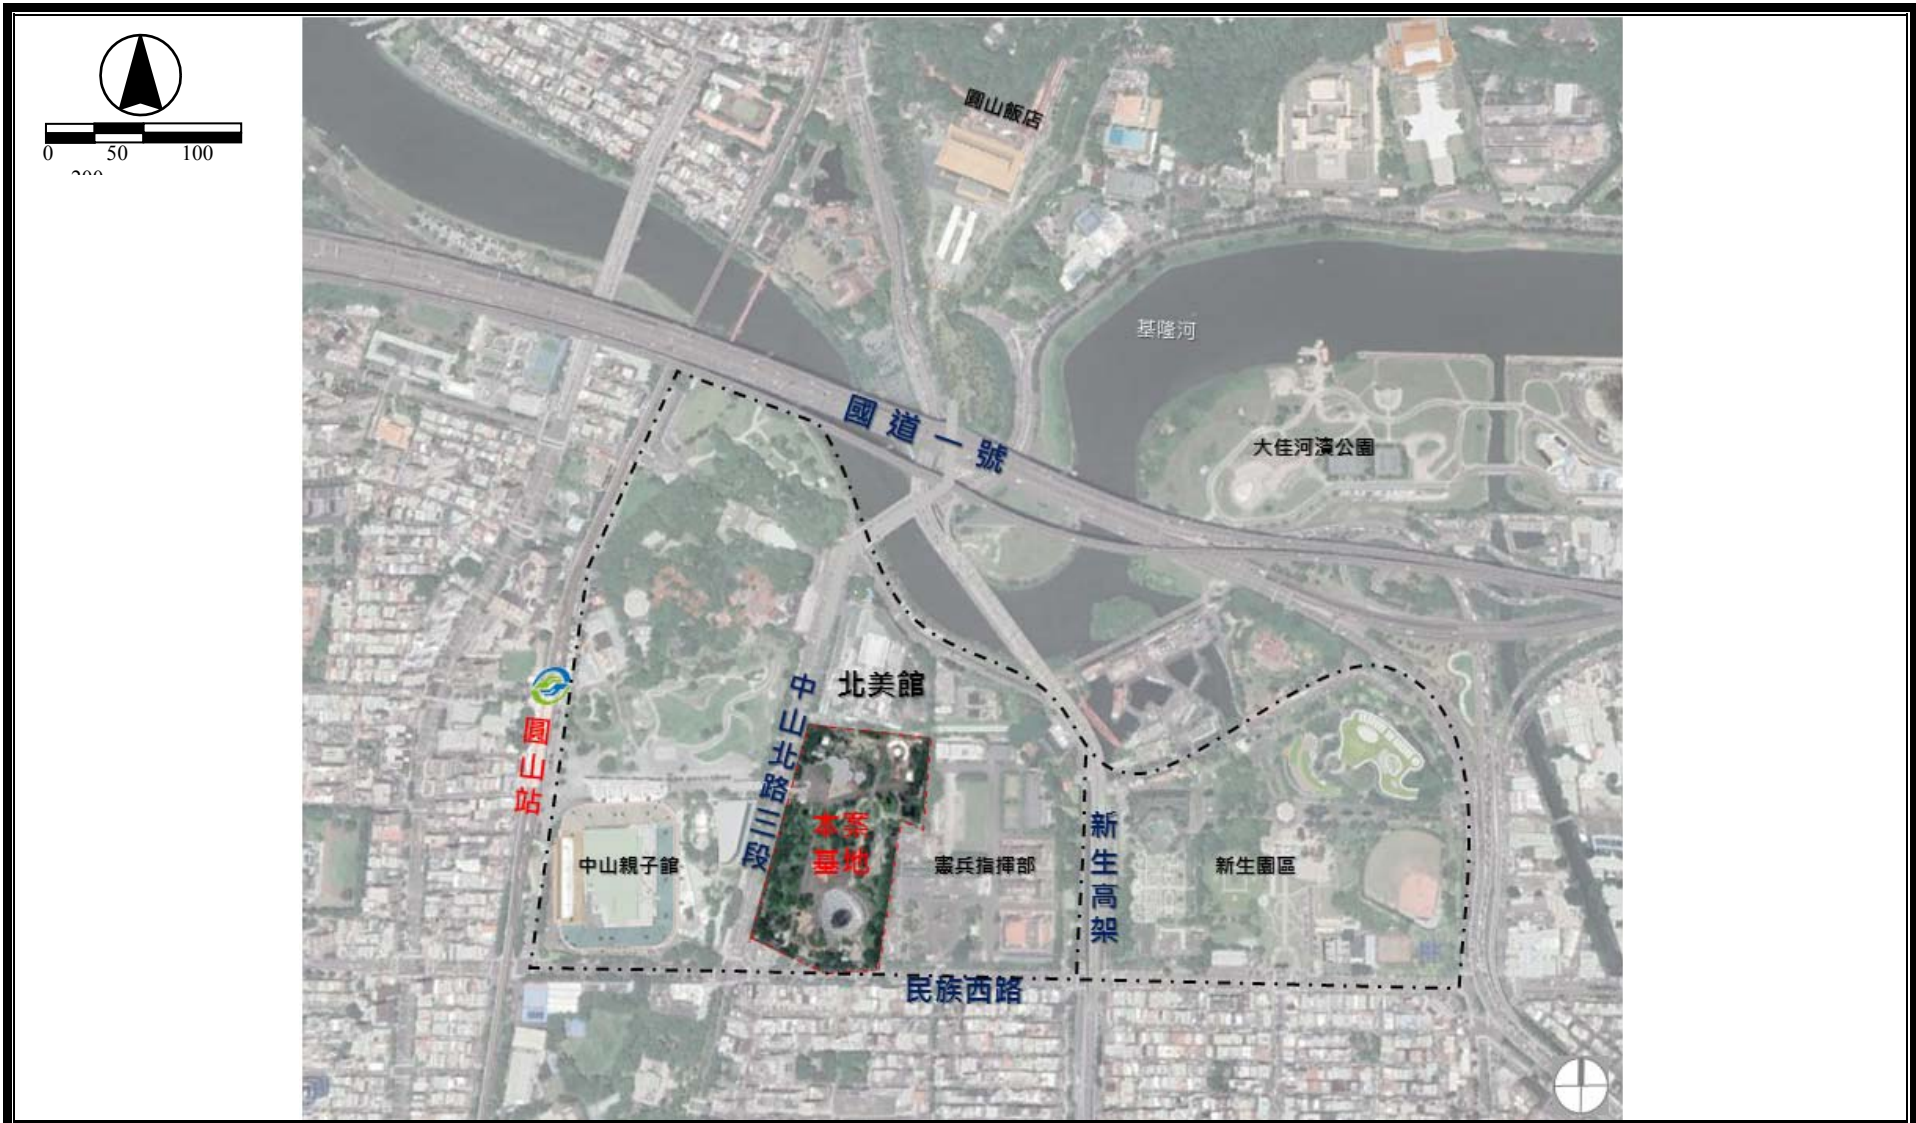 0 50 100
200
圓山飯店
基隆河
國道一號
大佳河濱公園
北美館
中山北路三段
圓山站
本案
基地
中山親子館
憲兵指揮部
新生高架
新生園區
民族西路